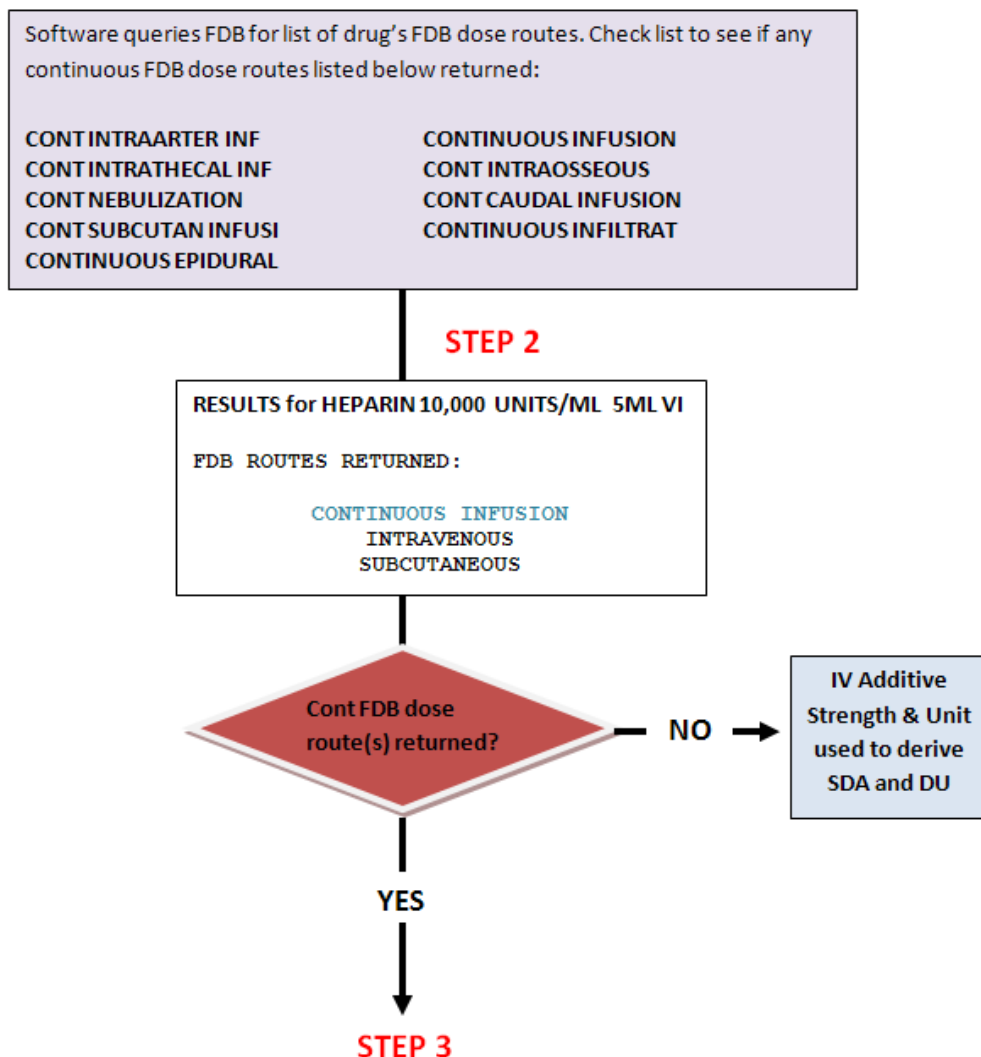 Software queries FDB for list of drug's FDB dose routes. Check list to see if any
continuous FDB dose routes listed below returned:
CONT INTRAARTER INF
CONT INTRATHECAL INF
CONT NEBULIZATION
CONT SUBCUTAN INFUSI
CONTINUOUS EPIDURAL
CONTINUOUS INFUSION
CONT INTRAOSSEOUS
CONT CAUDAL INFUSION
CONTINUOUS INFILTRAT
STEP 2
RESULTS for HEPARIN 10,000 UNITS/ML 5ML VI
FDB ROUTES RETURNED:
CONTINUOUS INFUSION
INTRAVENOUS
SUBCUTANEOUS
Cont FDB dose
route(s) returned?
NO
IV Additive
Strength & Unit
used to derive
SDA and DU
YES
STEP 3